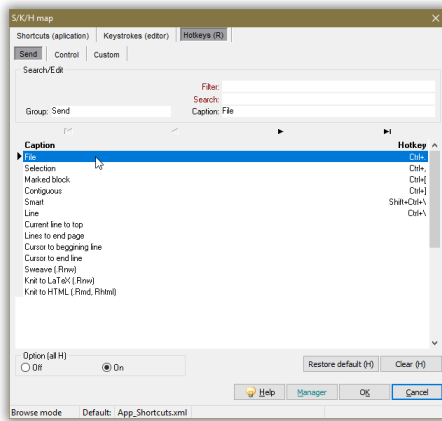 S/K/H map
Shortcuts (aplication) Keystrokes (editor) Hotkeys (R)
Send Control Custom
Search/Edit
Filter:
Search:
Group: Send Caption: File
Caption Hotkey
File Ctrl+.
Selection Ctrl+,
Marked block Ctrl+[
Contiguous Ctrl+]
Smart Shift+Ctrl+\
Line Ctrl+\
Current line to top
Lines to end page
Cursor to beggining line
Cursor to end line
Sweave (.Rnw)
Knit to LaTeX (.Rnw)
Knit to HTML (.Rmd, Rhtml)
Option (all H)
Off On
Restore default (H) Clear (H)
Help Manager OK Cancel
Browse mode Default: App_Shortcuts.xml